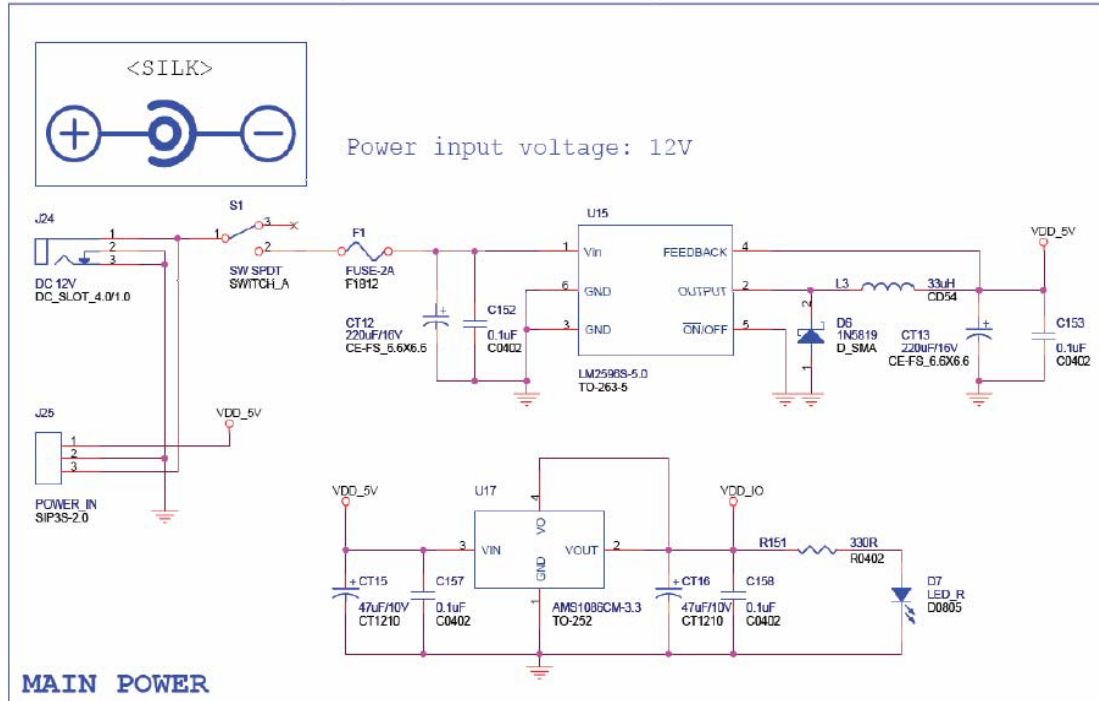 <SILK>
+
−
Power input voltage: 12V
J24
1
2
3
DC 12V
DC_SLOT_4.0/1.0
S1
1
3
2
SW SPDT
SWITCH_A
F1
FUSE-2A
F1812
CT12
220uF/16V
CE-FS_6.6X6.6
+
C152
0.1uF
C0402
U15
1
6
3
Vin
GND
GND
FEEDBACK
OUTPUT
ON/OFF
4
2
5
LM2596S-5.0
TO-263-5
2
1
D6
1N5819
D_SMA
L3
33uH
CD54
CT13
220uF/16V
CE-FS_6.6X6.6
+
VDD_5V
C153
0.1uF
C0402
J25
1
2
3
POWER_IN
SIP3S-2.0
VDD_5V
VDD_5V
+
CT15
47uF/10V
CT1210
C157
0.1uF
C0402
U17
3
4
2
1
VIN
VO
GND
VOUT
AMS1086CM-3.3
TO-252
+
CT16
47uF/10V
CT1210
VDD_IO
C158
0.1uF
C0402
R151
330R
R0402
D7
LED_R
D0805
MAIN POWER